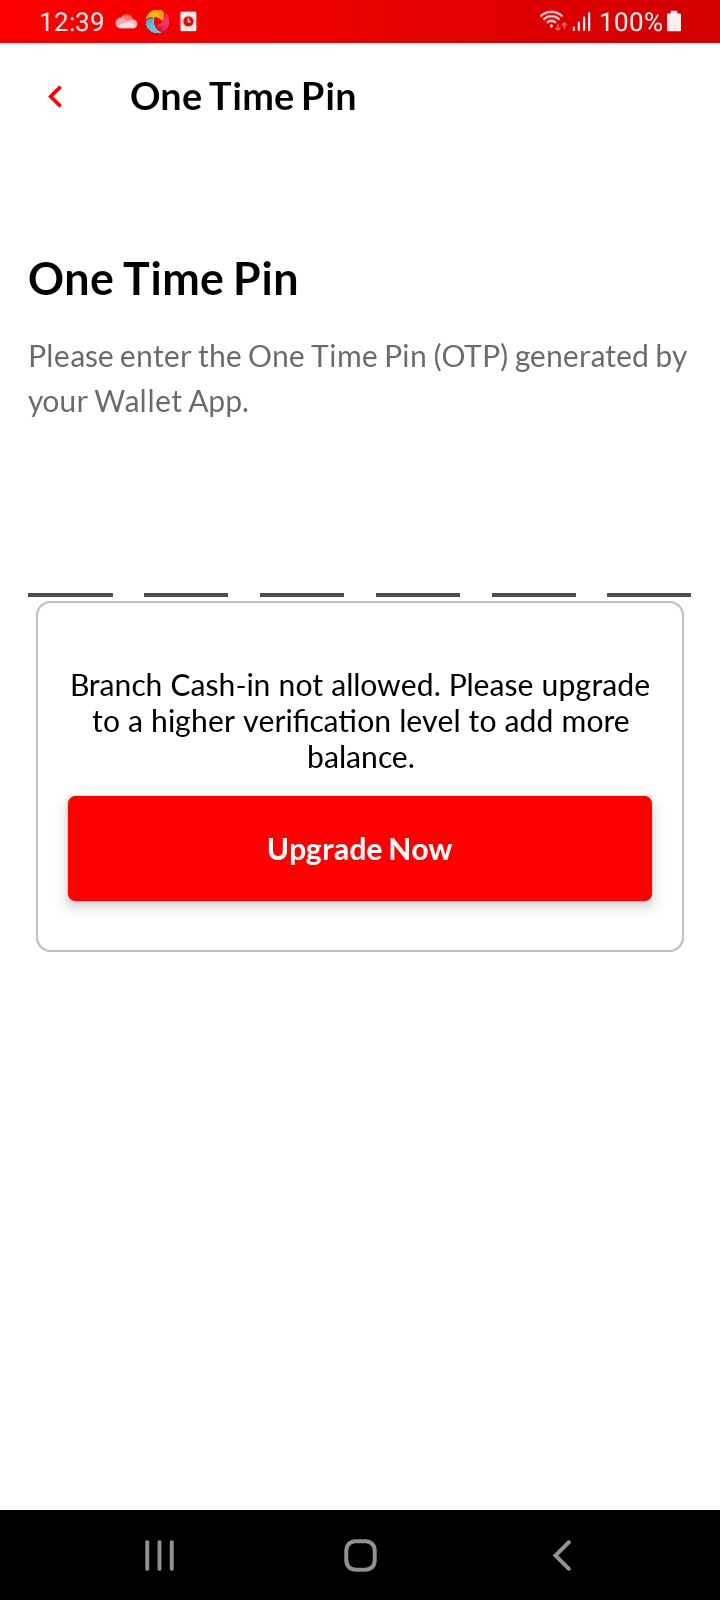 12:39
100%
One Time Pin
One Time Pin
Please enter the One Time Pin (OTP) generated by
your Wallet App.
Branch Cash-in not allowed. Please upgrade
to a higher verification level to add more
balance.
Upgrade Now